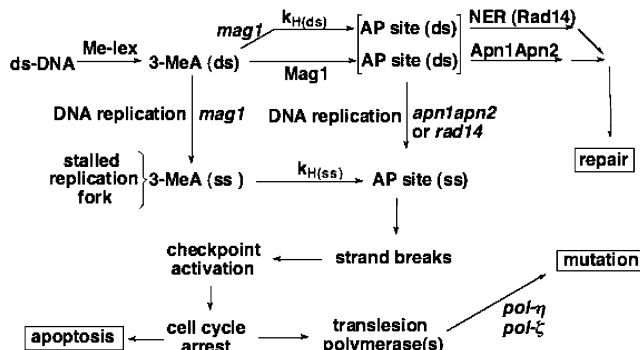 mag1 kH(ds) AP site (ds) NER (Rad14)
ds-DNA Me-lex 3-MeA (ds) Mag1 AP site (ds) Apn1Apn2
DNA replication mag1 DNA replication apn1apn2
or rad14
repair
stalled
replication
fork
3-MeA (ss ) kH(ss) AP site (ss)
checkpoint
activation
strand breaks
mutation
pol-η
pol-ζ
apoptosis
cell cycle
arrest
translesion
polymerase(s)